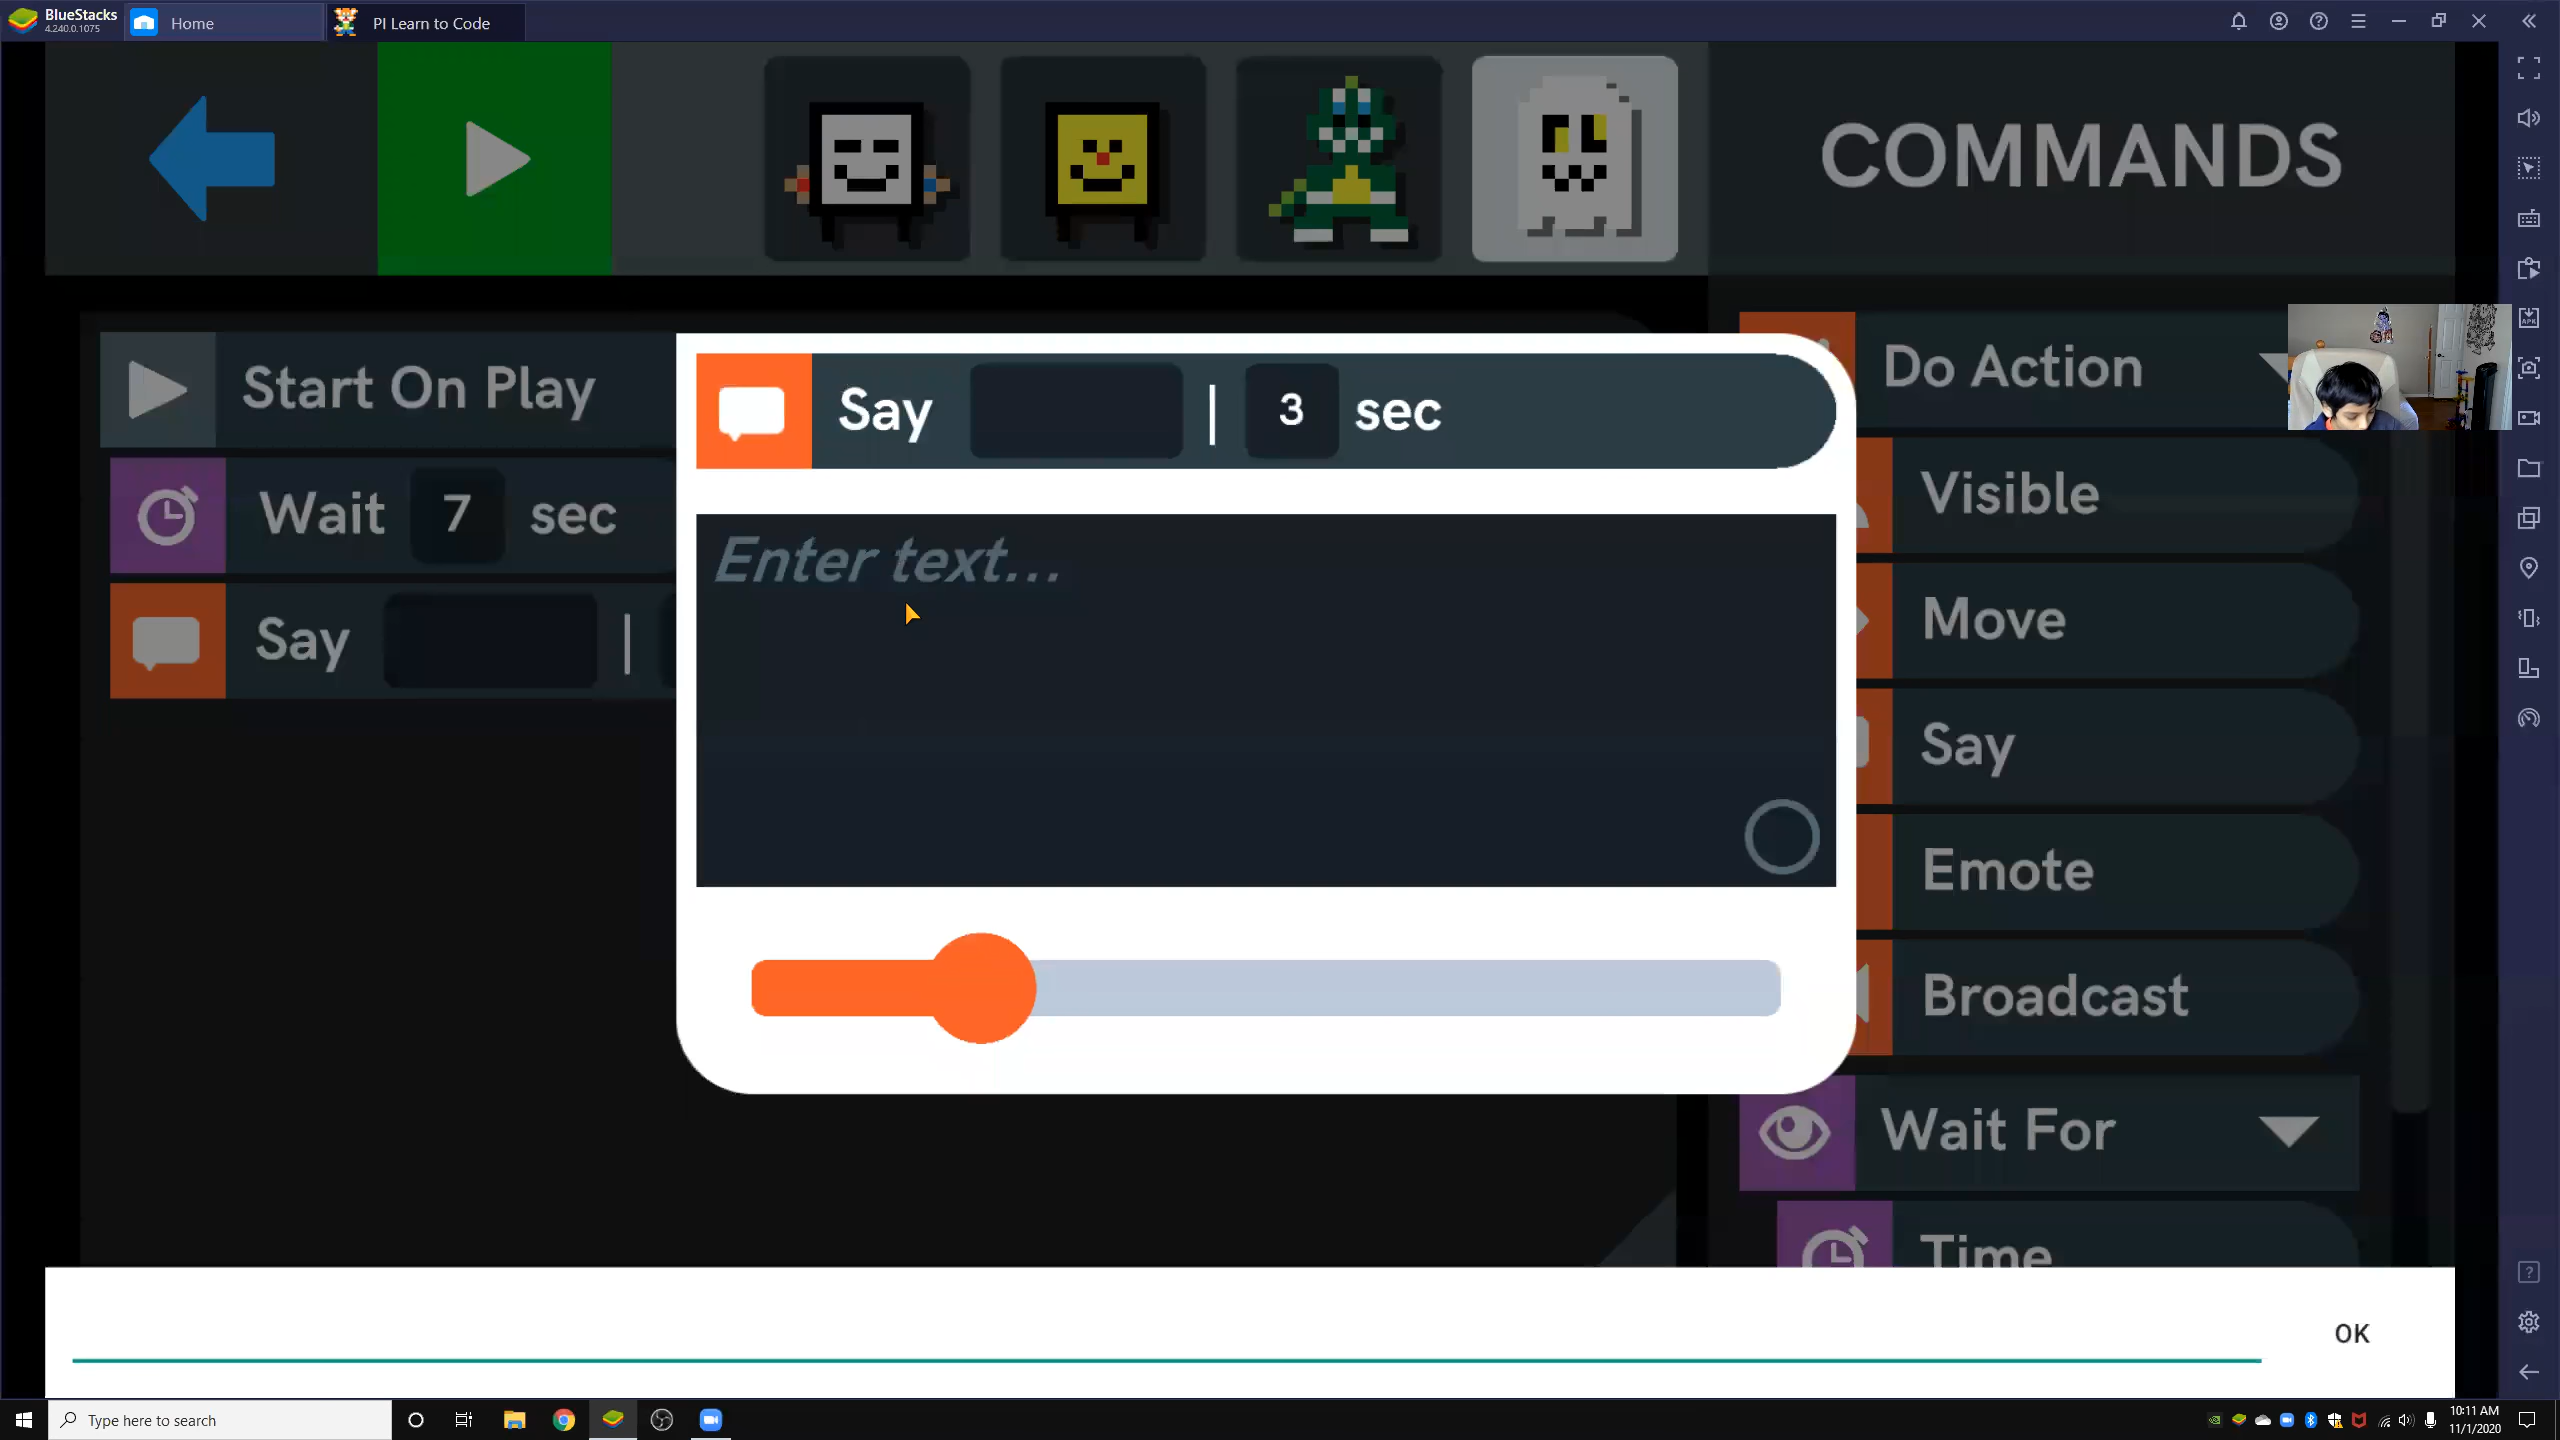 BlueStacks
4.240.0.1075
Home
PI Learn to Code
COMMANDS
Start On Play
Wait 7 sec
Say |
Say | 3 sec
Enter text...
Do Action
Visible
Move
Say
Emote
Broadcast
Wait For
Time
OK
Type here to search
10:11 AM
11/1/2020